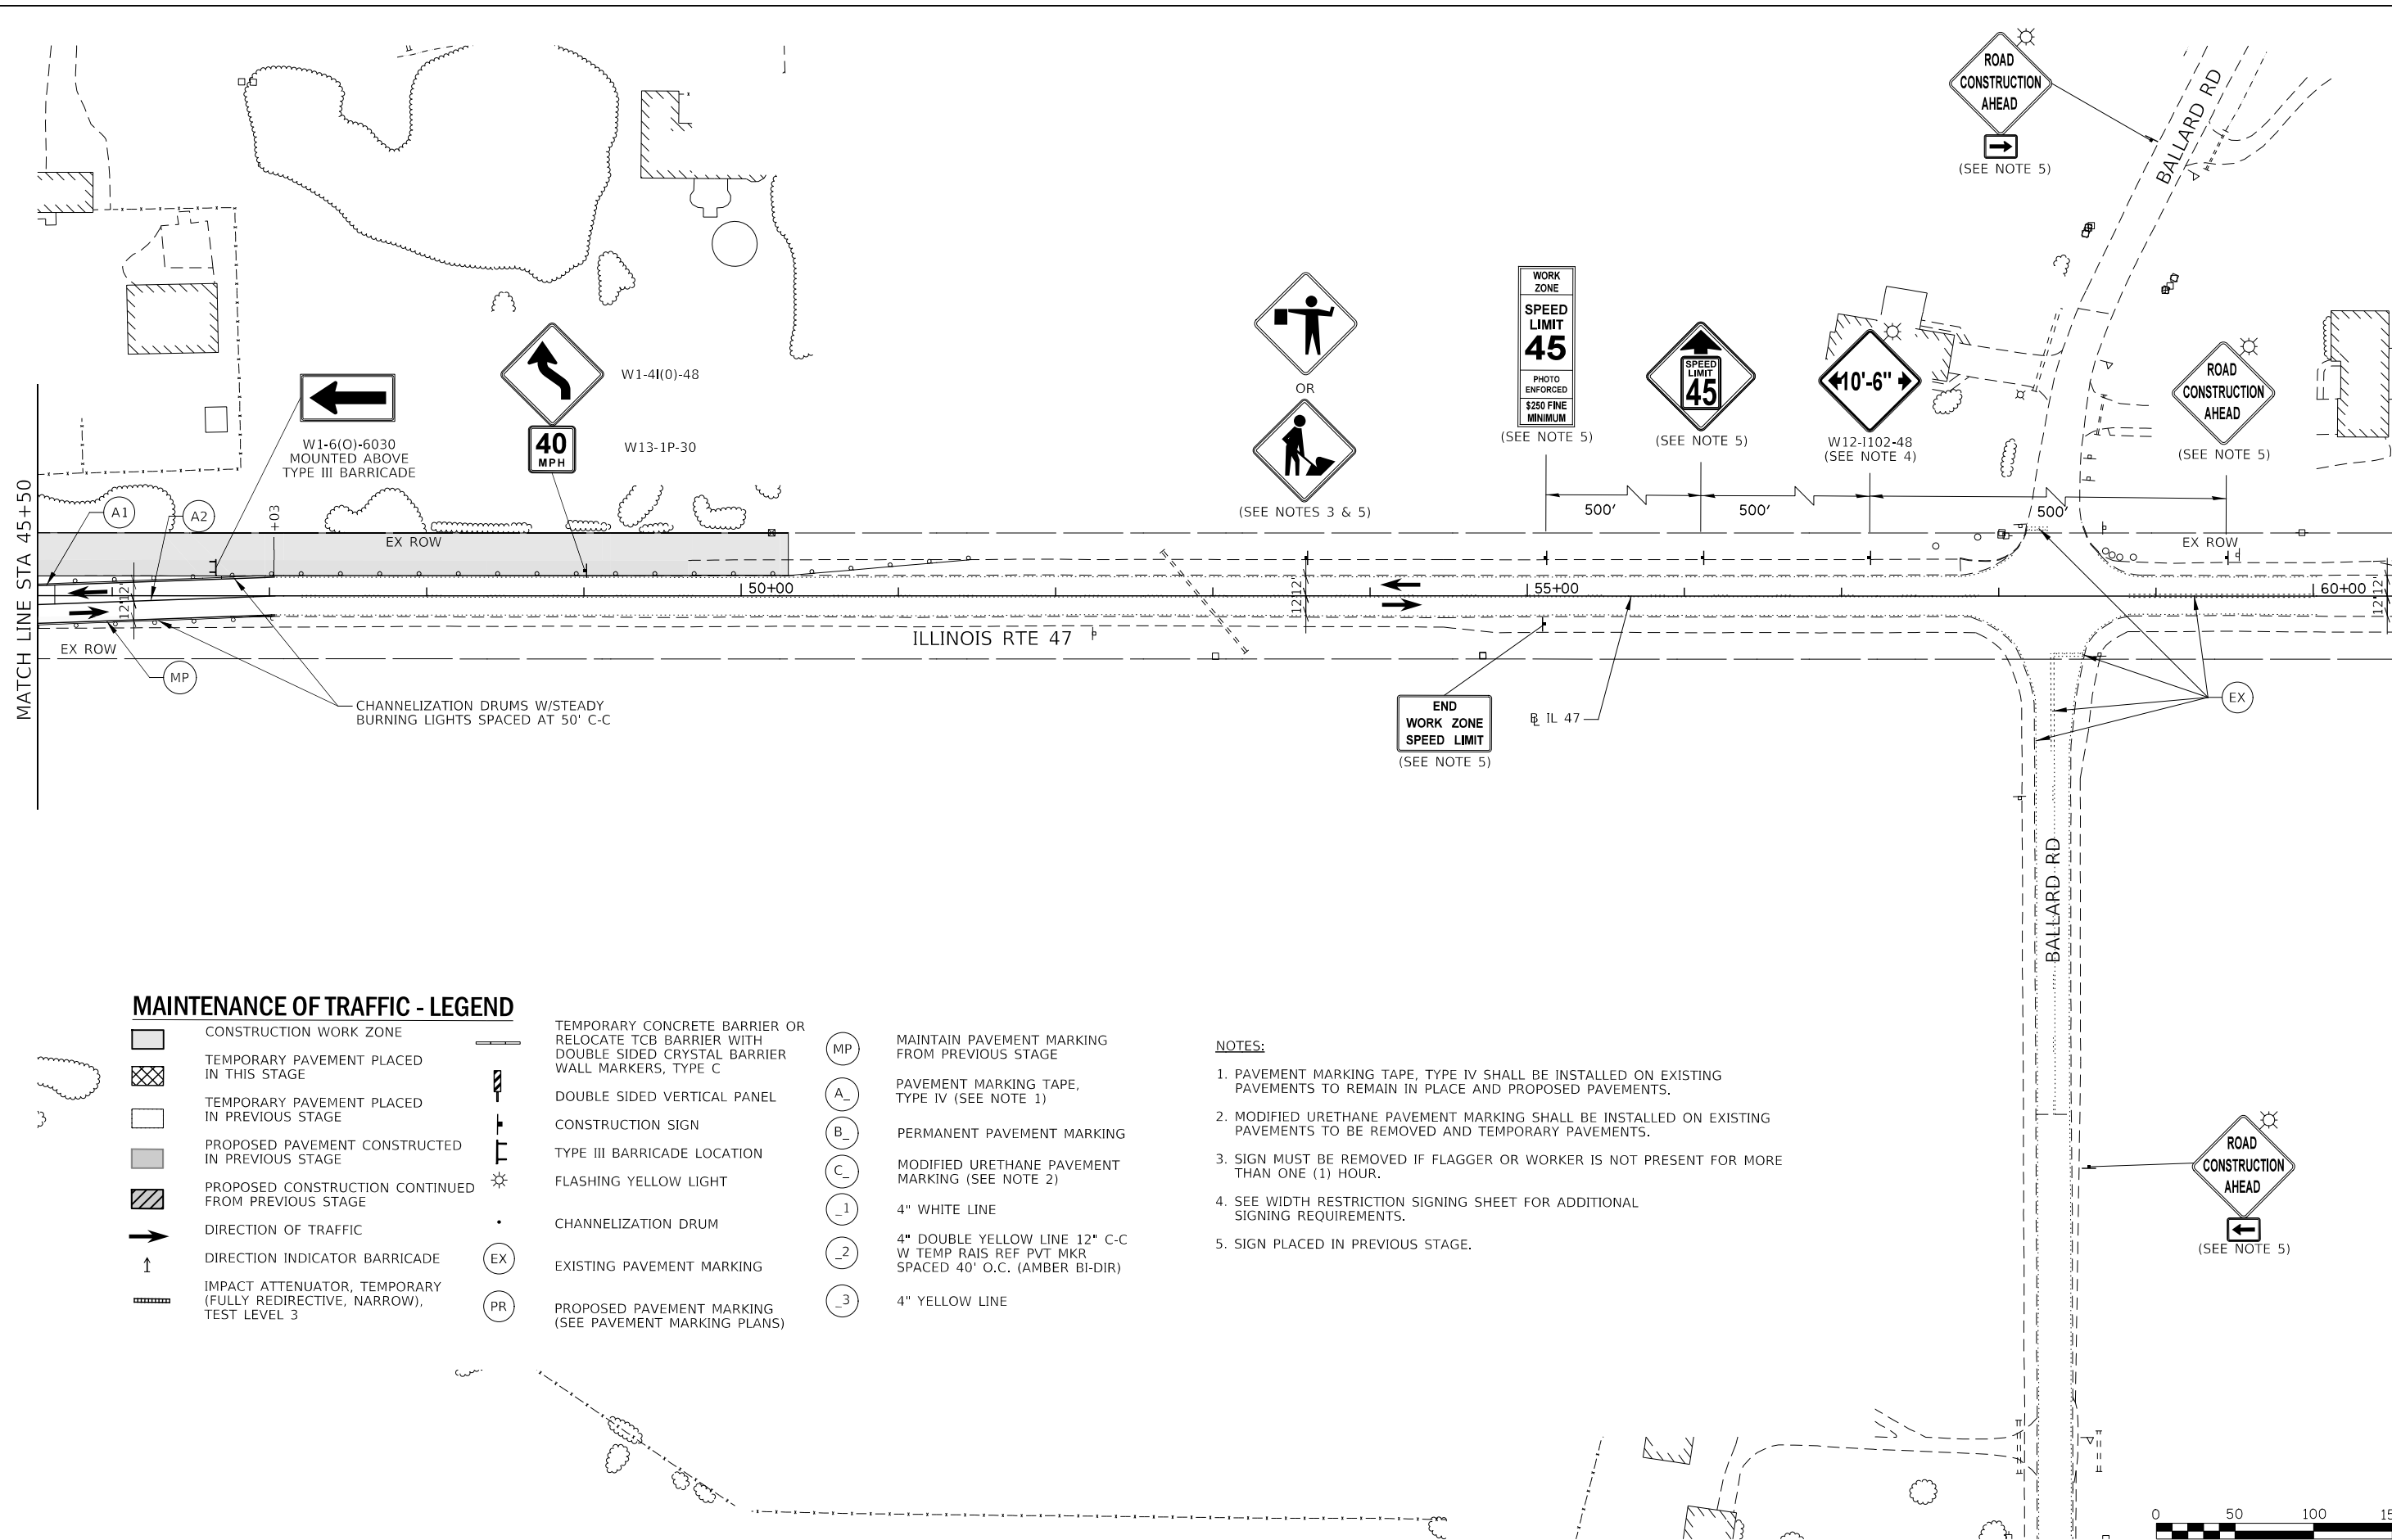 ROAD
CONSTRUCTION
AHEAD
(SEE NOTE 5)
BALLARD RD
WORK
ZONE
SPEED
LIMIT
45
PHOTO
ENFORCED
$250 FINE
MINIMUM
(SEE NOTE 5)
SPEED
LIMIT
45
(SEE NOTE 5)
10'-6"
W12-I102-48
(SEE NOTE 4)
ROAD
CONSTRUCTION
AHEAD
(SEE NOTE 5)
OR
(SEE NOTES 3 & 5)
W1-4I(0)-48
40
MPH
W13-1P-30
W1-6(O)-6030
MOUNTED ABOVE
TYPE III BARRICADE
MATCH LINE STA 45+50
A1
A2
+03
EX ROW
500'
500'
500'
EX ROW
12'
12'
50+00
12'
12'
55+00
60+00
12'
12'
ILLINOIS RTE 47
EX ROW
MP
CHANNELIZATION DRUMS W/STEADY
BURNING LIGHTS SPACED AT 50' C-C
END
WORK ZONE
SPEED LIMIT
(SEE NOTE 5)
BL IL 47
EX
BALLARD RD
ROAD
CONSTRUCTION
AHEAD
(SEE NOTE 5)
MAINTENANCE OF TRAFFIC - LEGEND
CONSTRUCTION WORK ZONE
TEMPORARY PAVEMENT PLACED
IN THIS STAGE
TEMPORARY PAVEMENT PLACED
IN PREVIOUS STAGE
PROPOSED PAVEMENT CONSTRUCTED
IN PREVIOUS STAGE
PROPOSED CONSTRUCTION CONTINUED
FROM PREVIOUS STAGE
DIRECTION OF TRAFFIC
DIRECTION INDICATOR BARRICADE
IMPACT ATTENUATOR, TEMPORARY
(FULLY REDIRECTIVE, NARROW),
TEST LEVEL 3
TEMPORARY CONCRETE BARRIER OR
RELOCATE TCB BARRIER WITH
DOUBLE SIDED CRYSTAL BARRIER
WALL MARKERS, TYPE C
DOUBLE SIDED VERTICAL PANEL
CONSTRUCTION SIGN
TYPE III BARRICADE LOCATION
FLASHING YELLOW LIGHT
CHANNELIZATION DRUM
EX
EXISTING PAVEMENT MARKING
PR
PROPOSED PAVEMENT MARKING
(SEE PAVEMENT MARKING PLANS)
MP
MAINTAIN PAVEMENT MARKING
FROM PREVIOUS STAGE
A_
PAVEMENT MARKING TAPE,
TYPE IV (SEE NOTE 1)
B_
PERMANENT PAVEMENT MARKING
C_
MODIFIED URETHANE PAVEMENT
MARKING (SEE NOTE 2)
_1
4" WHITE LINE
_2
4" DOUBLE YELLOW LINE 12" C-C
W TEMP RAIS REF PVT MKR
SPACED 40' O.C. (AMBER BI-DIR)
_3
4" YELLOW LINE
NOTES:
1. PAVEMENT MARKING TAPE, TYPE IV SHALL BE INSTALLED ON EXISTING
PAVEMENTS TO REMAIN IN PLACE AND PROPOSED PAVEMENTS.
2. MODIFIED URETHANE PAVEMENT MARKING SHALL BE INSTALLED ON EXISTING
PAVEMENTS TO BE REMOVED AND TEMPORARY PAVEMENTS.
3. SIGN MUST BE REMOVED IF FLAGGER OR WORKER IS NOT PRESENT FOR MORE
THAN ONE (1) HOUR.
4. SEE WIDTH RESTRICTION SIGNING SHEET FOR ADDITIONAL
SIGNING REQUIREMENTS.
5. SIGN PLACED IN PREVIOUS STAGE.
0 50 100